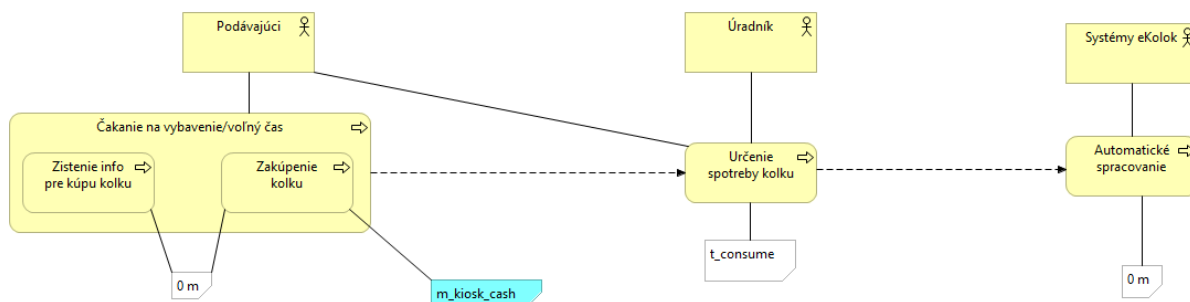 Podávajúci
Úradník
Systémy eKolok
Čakanie na vybavenie/voľný čas
Zistenie info
pre kúpu kolku
Zakúpenie
kolku
Určenie
spotreby kolku
Automatické
spracovanie
t_consume
0 m
m_kiosk_cash
0 m